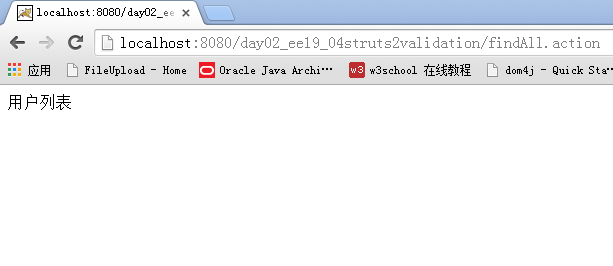 localhost:8080/day02_ee
localhost:8080/day02_ee19_04struts2validation/findAll.action
应用 FileUpload - Home Oracle Java Archi… w3 w3school 在线教程 dom4j - Quick Sta…
用户列表